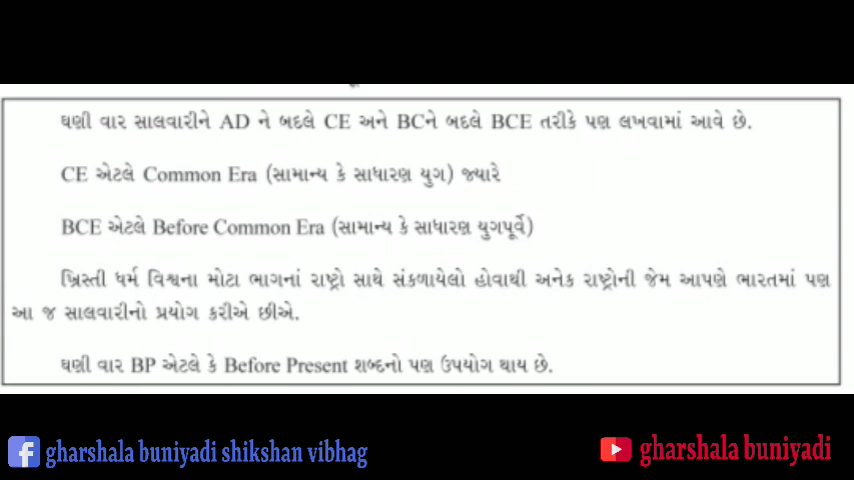 ઘણી વાર સાલવારીને AD ને બદલે CE અને BCને બદલે BCE તરીકે પણ લખવામાં આવે છે.
CE એટલે Common Era (સામાન્ય કે સાધારણ યુગ) જ્યારે
BCE એટલે Before Common Era (સામાન્ય કે સાધારણ યુગપૂર્વે)
ખ્રિસ્તી ધર્મ વિશ્વના મોટા ભાગનાં રાષ્ટ્રો સાથે સંકળાયેલો હોવાથી અનેક રાષ્ટ્રોની જેમ આપણે ભારતમાં પણ
આ જ સાલવારીનો પ્રયોગ કરીએ છીએ.
ઘણી વાર BP એટલે કે Before Present શબ્દનો પણ ઉપયોગ થાય છે.
gharshala buniyadi shikshan vibhag
gharshala buniyadi